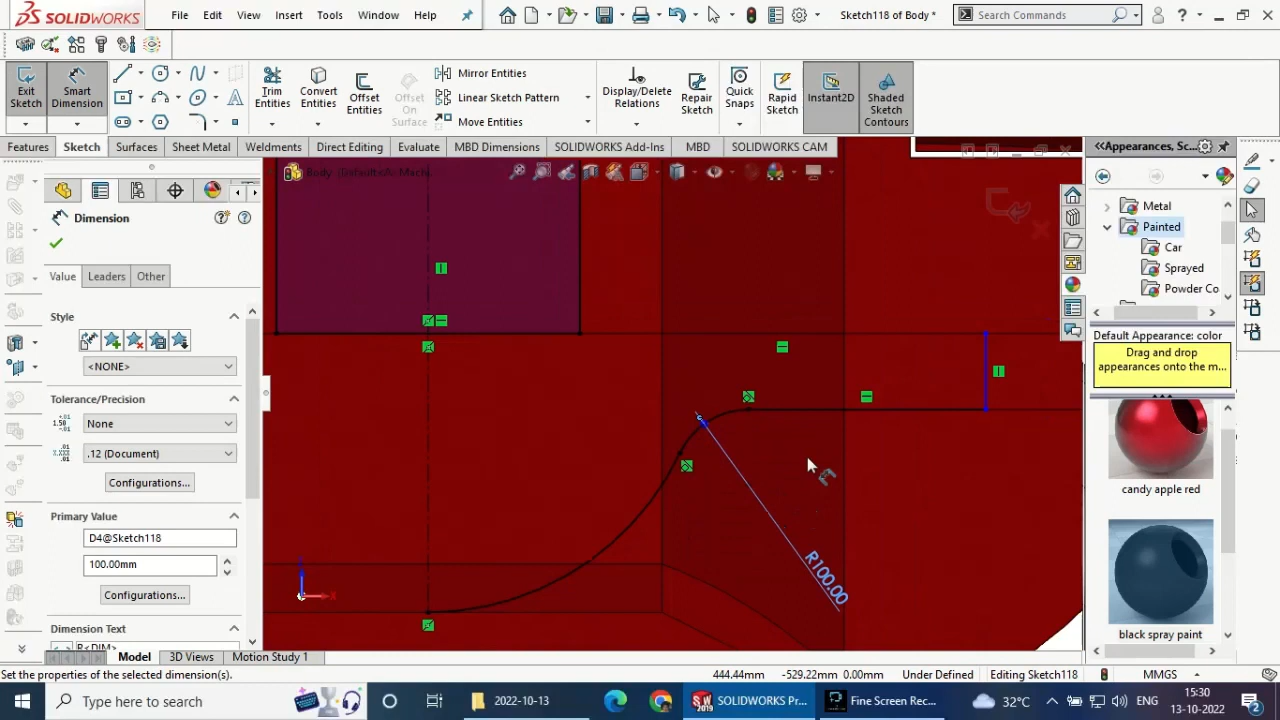 SOLIDWORKS
File
Edit
View
Insert
Tools
Window
Help
Sketch118 of Body *
Search Commands
Exit Sketch
Smart Dimension
Trim Entities
Convert Entities
Offset Entities
Offset On Surface
Mirror Entities
Linear Sketch Pattern
Move Entities
Display/Delete Relations
Repair Sketch
Quick Snaps
Rapid Sketch
Instant2D
Shaded Sketch Contours
Features
Sketch
Surfaces
Sheet Metal
Weldments
Direct Editing
Evaluate
MBD Dimensions
SOLIDWORKS Add-Ins
MBD
SOLIDWORKS CAM
Dimension
Value
Leaders
Other
Style
<NONE>
Tolerance/Precision
None
.12 (Document)
Configurations...
Primary Value
D4@Sketch118
100.00mm
Configurations...
Dimension Text
R<DIM>
R100.00
<<Appearances, Sc...
Metal
Painted
Car
Sprayed
Powder Co
Default Appearance: color
Drag and drop
appearances onto the m...
candy apple red
black spray paint
Model
3D Views
Motion Study 1
Set the properties of the selected dimension(s).
444.44mm
-529.22mm
0.00mm
Under Defined
Editing Sketch118
MMGS
Type here to search
2022-10-13
SOLIDWORKS Pr...
Fine Screen Rec...
32°C
ENG
15:30
13-10-2022